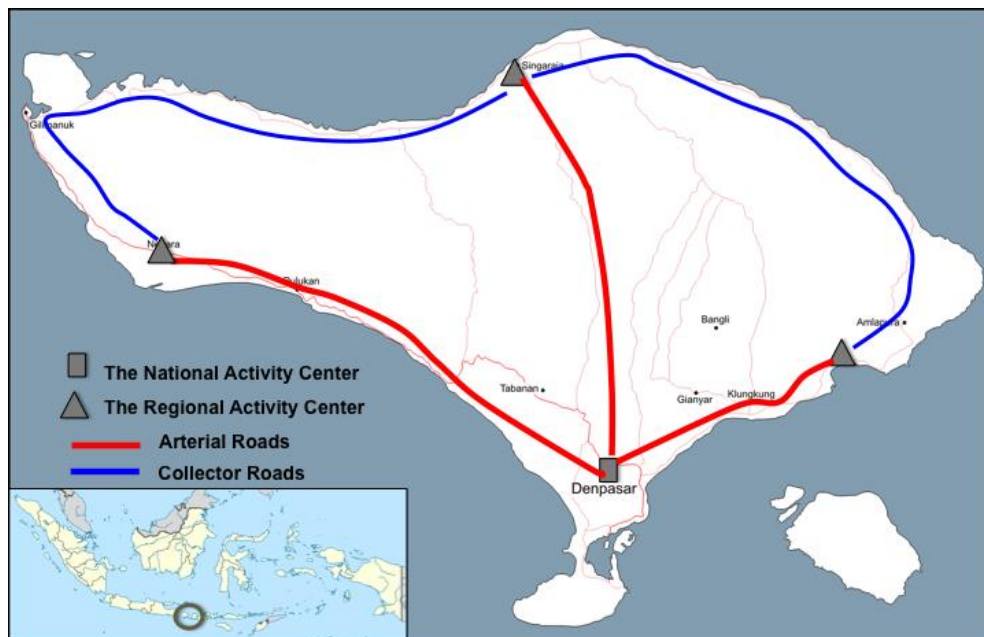 Singaraja
Gilimanuk
Negara
Pulukan
Amlapura
Bangli
Tabanan
Gianyar
Klungkung
Denpasar
The National Activity Center
The Regional Activity Center
Arterial Roads
Collector Roads